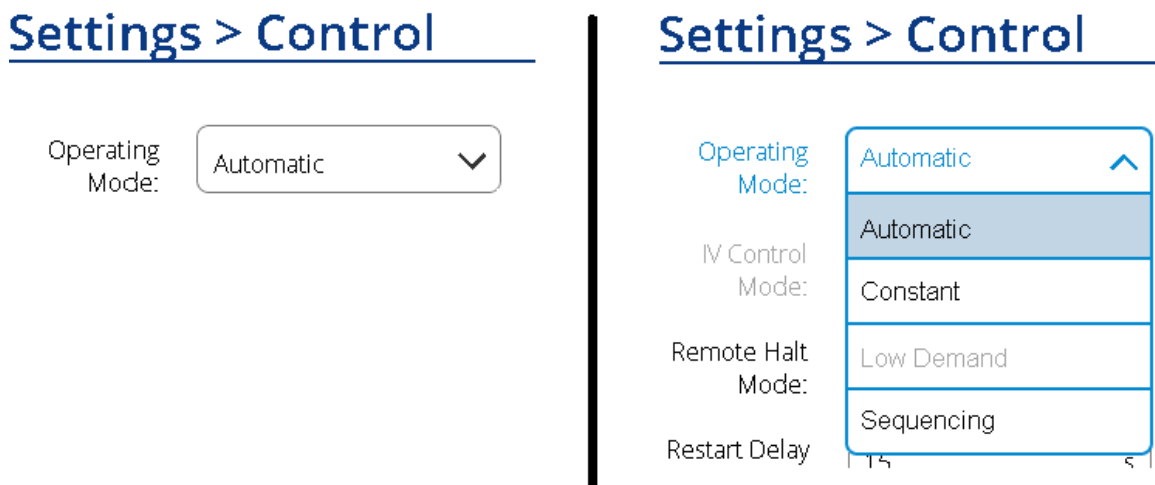 Settings > Control
Operating
Mode:
Automatic
Settings > Control
Operating
Mode:
Automatic
Automatic
IV Control
Mode:
Constant
Remote Halt
Mode:
Low Demand
Sequencing
Restart Delay
15 s